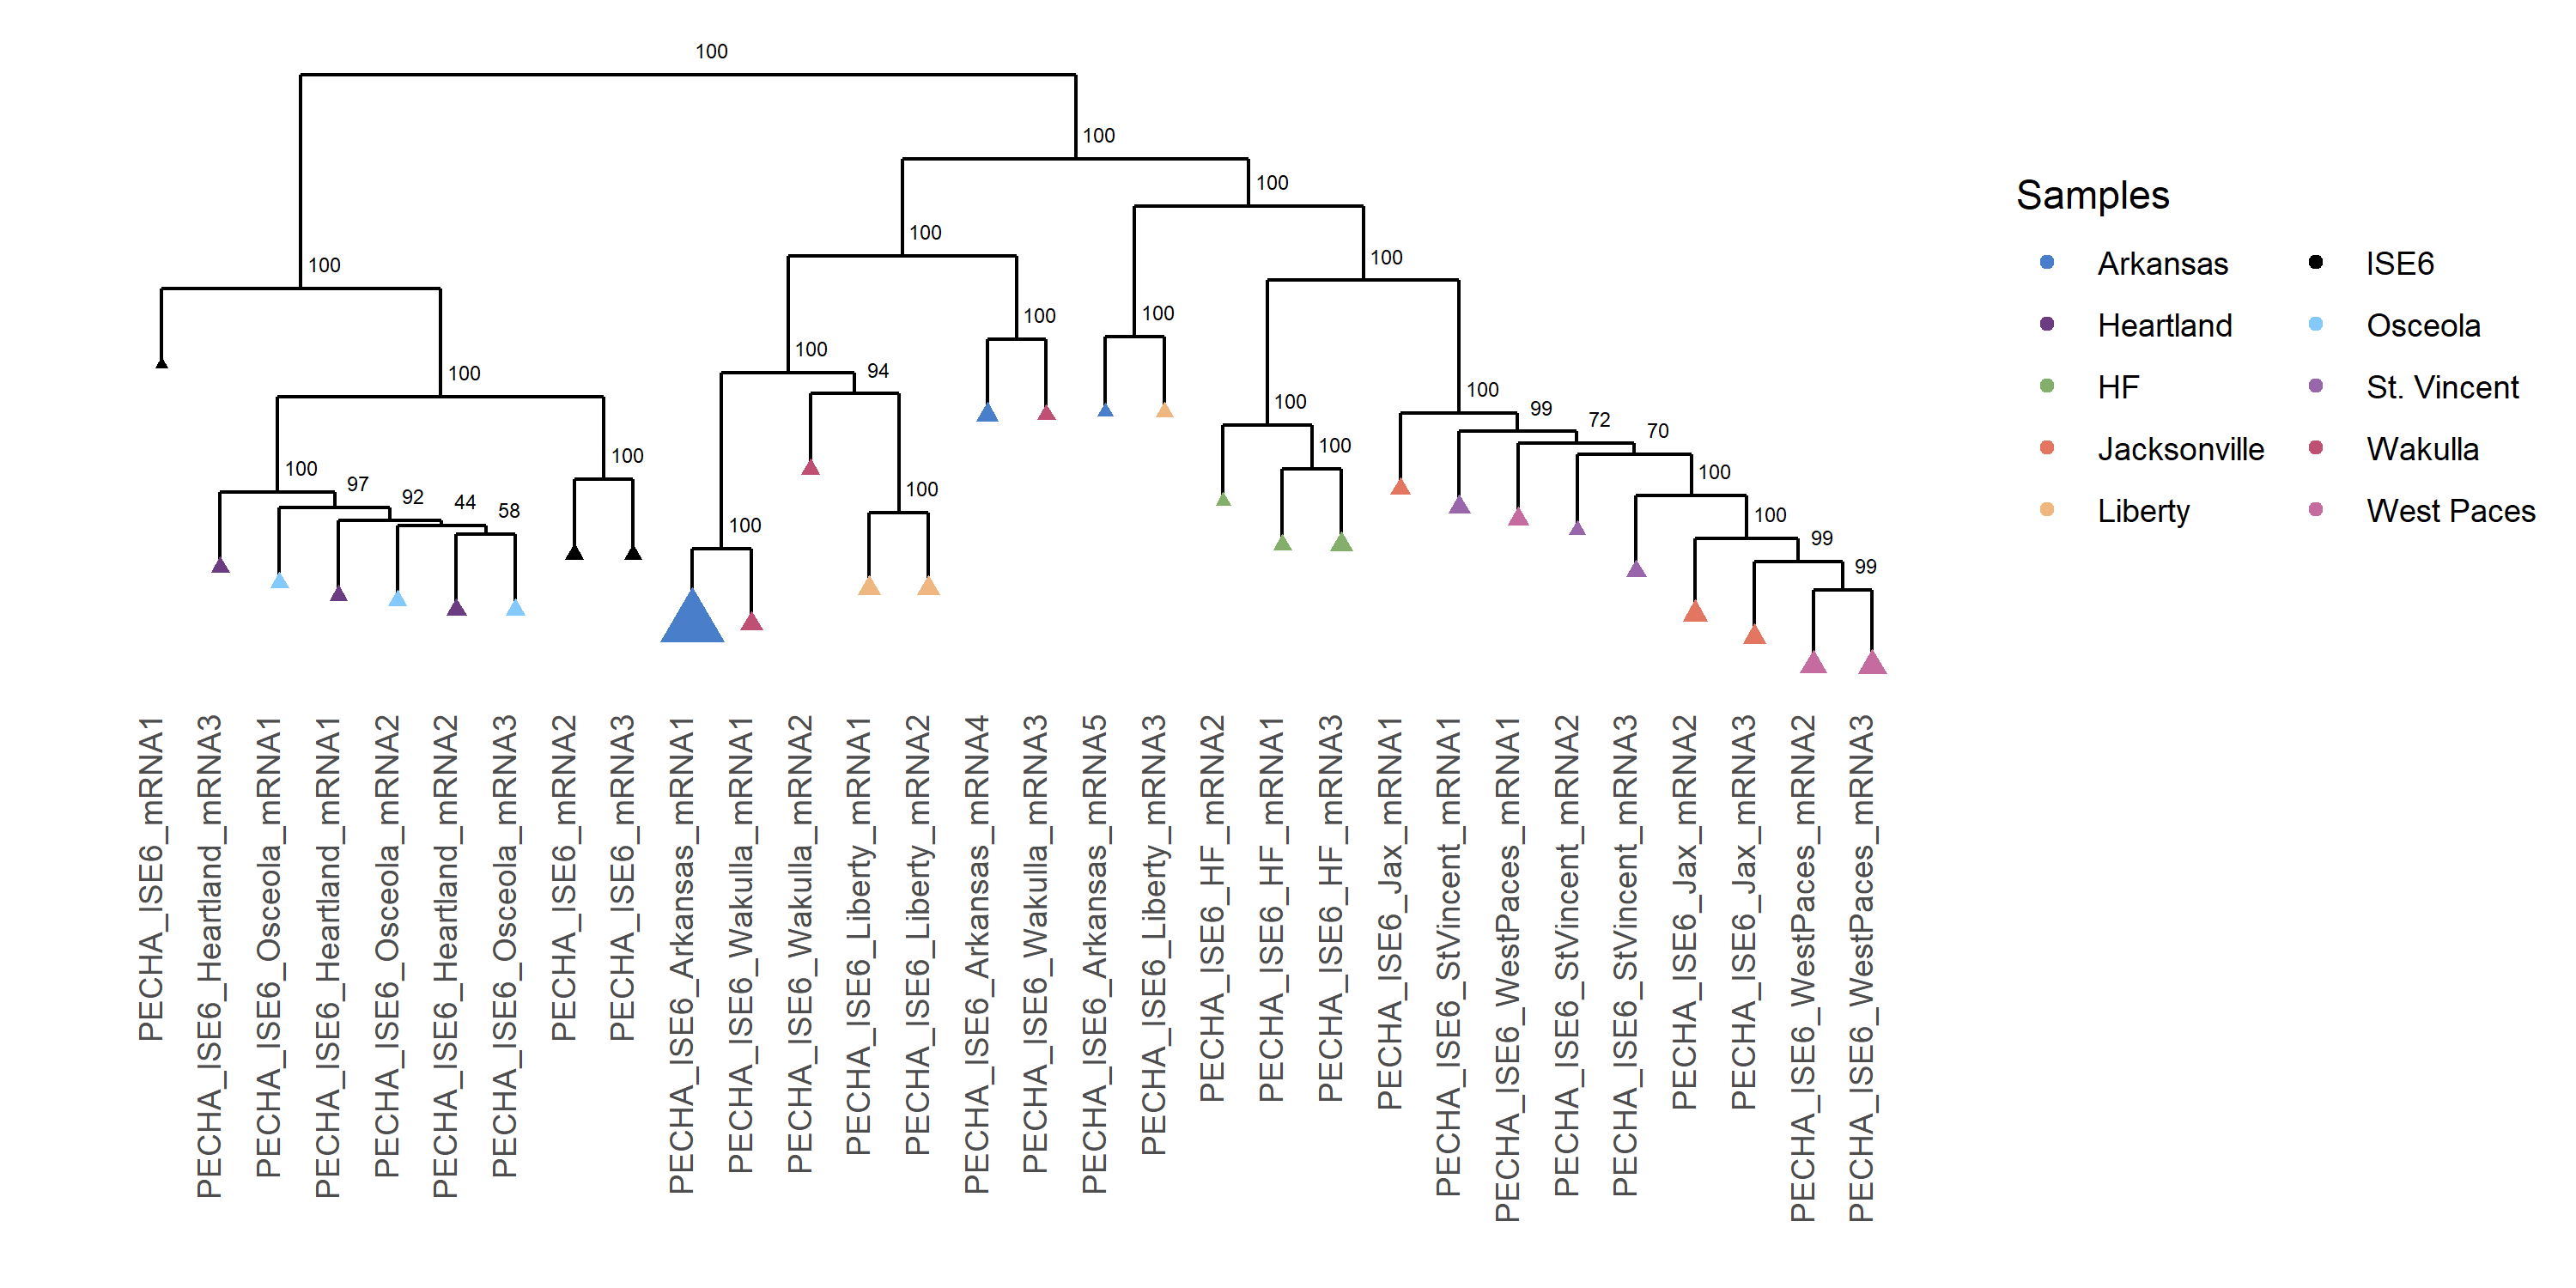 100
100
100
100
100
100
100
100
100
100
94
100
100
99
72
70
100
100
100
97
92
44
58
100
100
100
100
100
99
99
Samples
Arkansas
Heartland
HF
Jacksonville
Liberty
ISE6
Osceola
St. Vincent
Wakulla
West Paces
PECHA_ISE6_mRNA1
PECHA_ISE6_Heartland_mRNA3
PECHA_ISE6_Osceola_mRNA1
PECHA_ISE6_Heartland_mRNA1
PECHA_ISE6_Osceola_mRNA2
PECHA_ISE6_Heartland_mRNA2
PECHA_ISE6_Osceola_mRNA3
PECHA_ISE6_mRNA2
PECHA_ISE6_mRNA3
PECHA_ISE6_Arkansas_mRNA1
PECHA_ISE6_Wakulla_mRNA1
PECHA_ISE6_Wakulla_mRNA2
PECHA_ISE6_Liberty_mRNA1
PECHA_ISE6_Liberty_mRNA2
PECHA_ISE6_Arkansas_mRNA4
PECHA_ISE6_Wakulla_mRNA3
PECHA_ISE6_Arkansas_mRNA5
PECHA_ISE6_Liberty_mRNA3
PECHA_ISE6_HF_mRNA2
PECHA_ISE6_HF_mRNA1
PECHA_ISE6_HF_mRNA3
PECHA_ISE6_Jax_mRNA1
PECHA_ISE6_StVincent_mRNA1
PECHA_ISE6_WestPaces_mRNA1
PECHA_ISE6_StVincent_mRNA2
PECHA_ISE6_StVincent_mRNA3
PECHA_ISE6_Jax_mRNA2
PECHA_ISE6_Jax_mRNA3
PECHA_ISE6_WestPaces_mRNA2
PECHA_ISE6_WestPaces_mRNA3